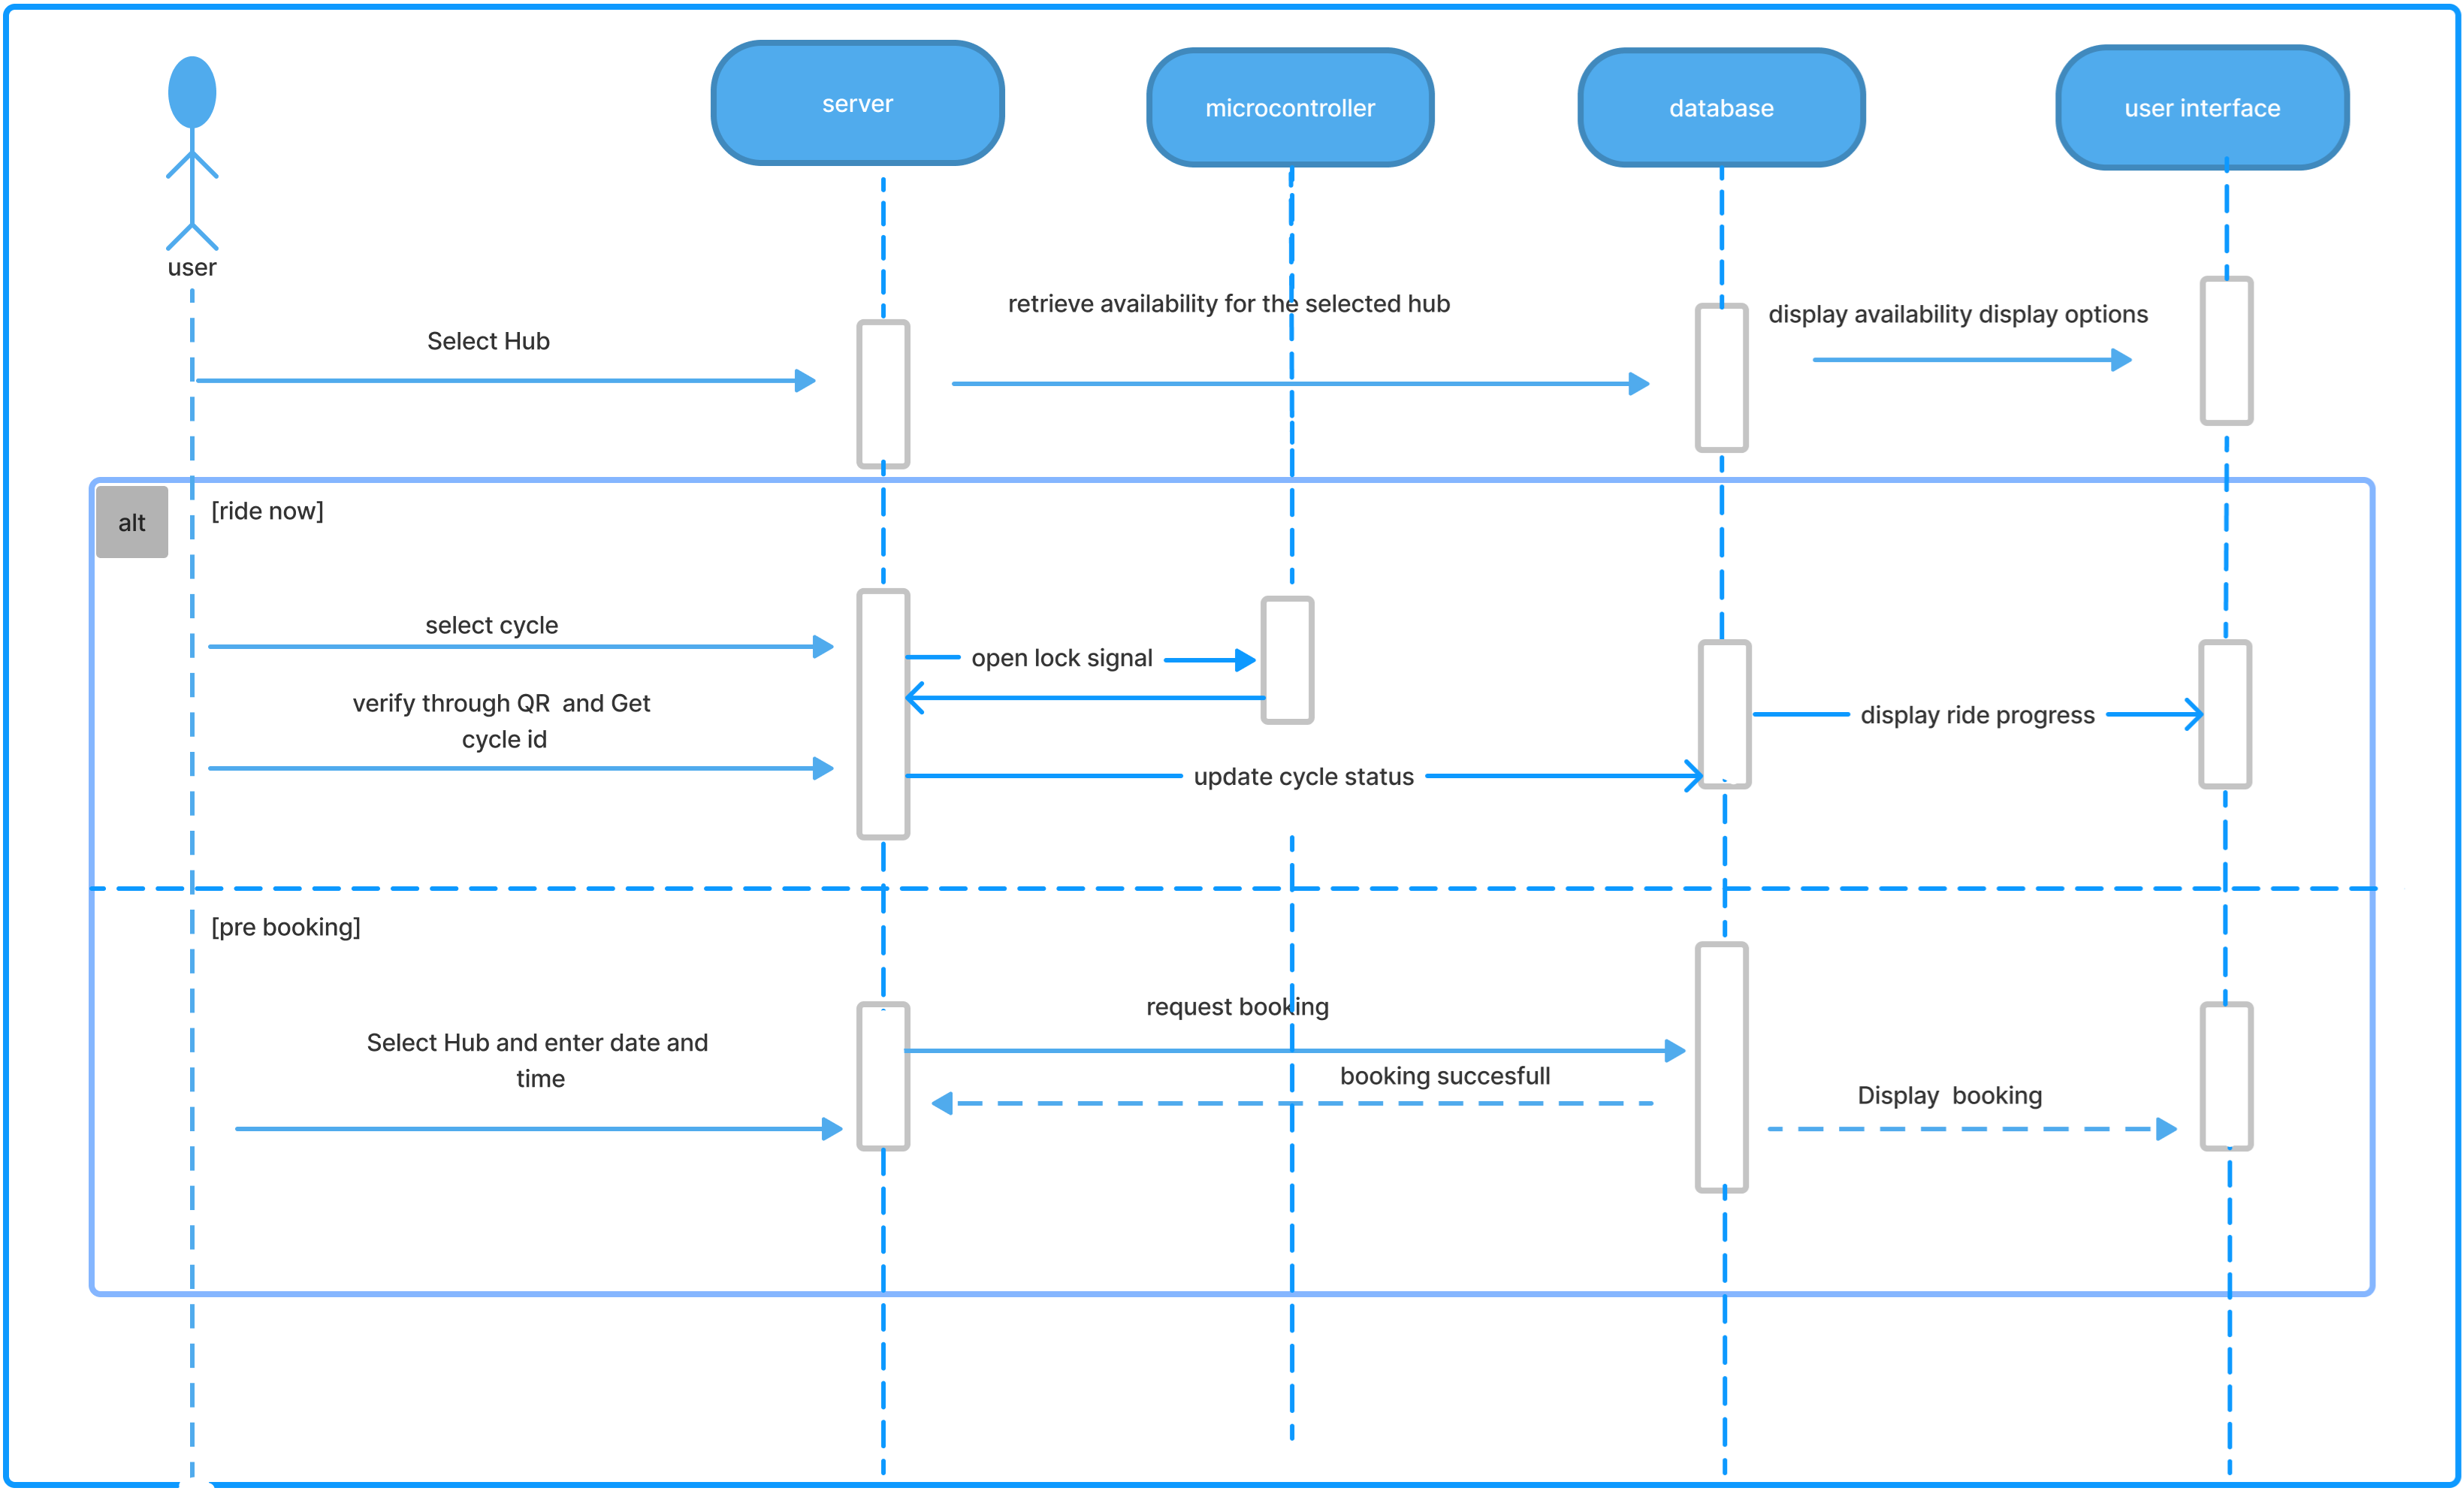 server
microcontroller
database
user interface
user
retrieve availability for the selected hub
display availability display options
Select Hub
alt
[ride now]
select cycle
open lock signal
verify through QR  and Get
cycle id
display ride progress
update cycle status
[pre booking]
request booking
Select Hub and enter date and
time
booking succesfull
Display  booking